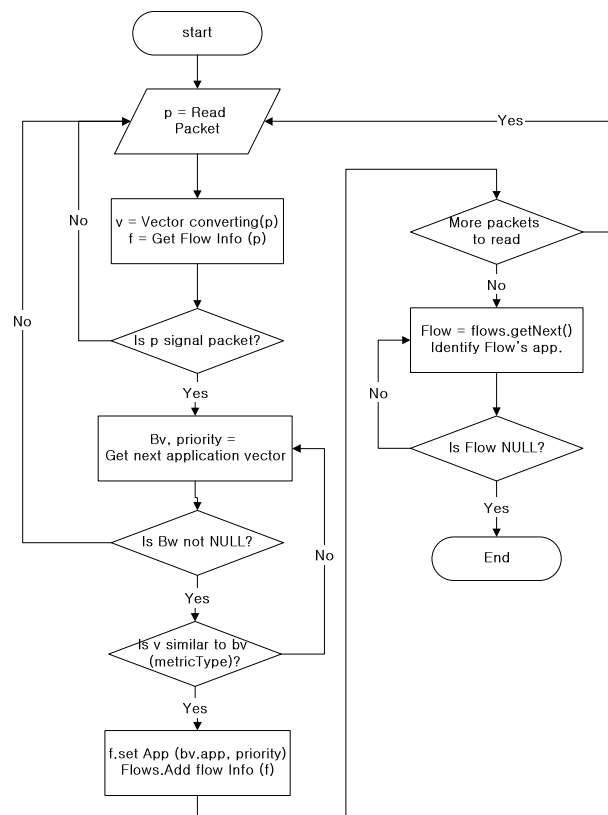 start
p = Read
Packet
Yes
v = Vector converting(p)
f = Get Flow Info (p)
No
Is p signal packet?
Yes
No
Bv, priority =
Get next application vector
Is Bw not NULL?
No
Yes
Is v similar to bv
(metricType)?
Yes
f.set App (bv.app, priority)
Flows.Add flow Info (f)
More packets
to read
No
Flow = flows.getNext()
Identify Flow's app.
No
Is Flow NULL?
Yes
End